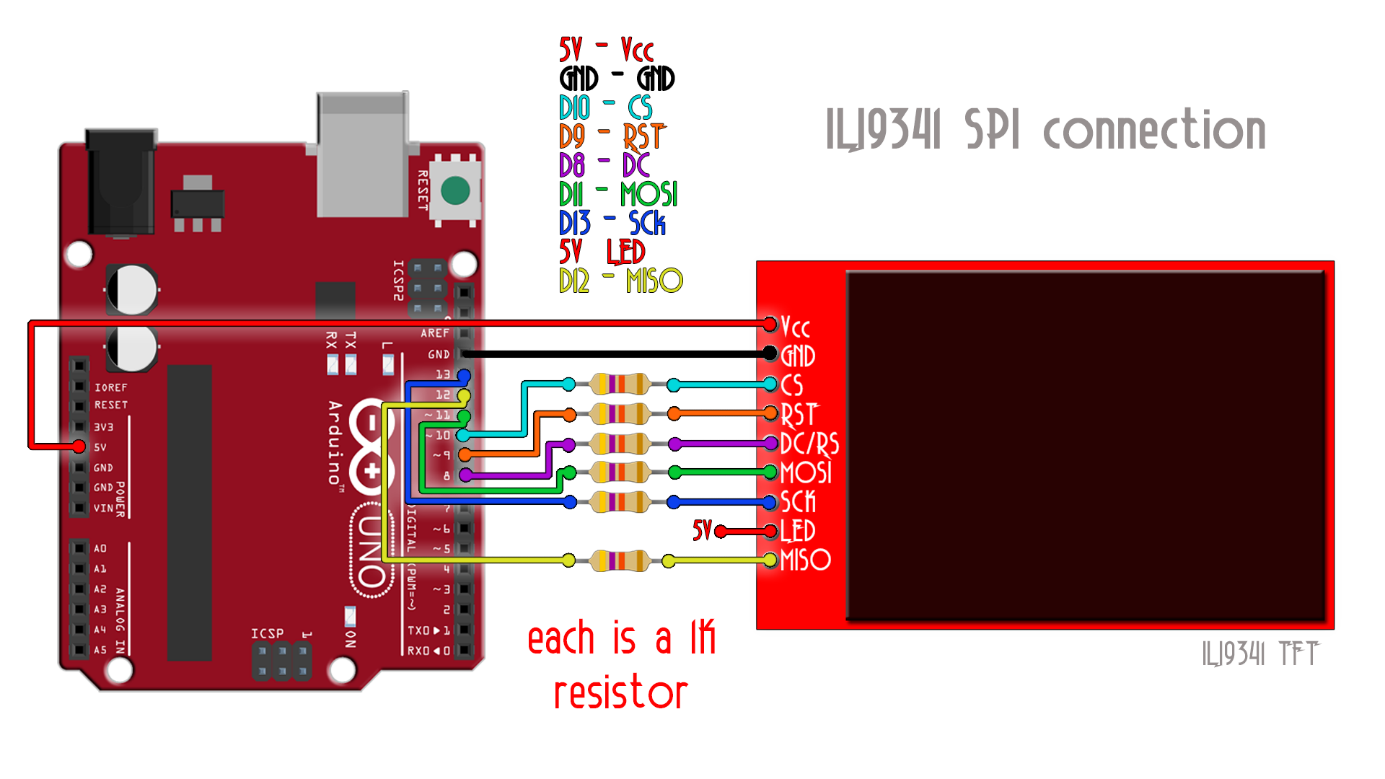 5V - Vcc
GND - GND
D10 - CS
D9 - RST
D8 - DC
D11 - MOSI
D13 - SCk
5V LED
D12 - MISO
ILI9341 SPI connection
RESET
ICSP2
AREF
GND
13
12
~11
~10
~9
8
7
~6
~5
4
~3
2
TX0▶1
RX0◀0
DIGITAL (PWM=~)
RX
TX
L
Arduino™
UNO
IOREF
RESET
3V3
5V
GND
GND
VIN
POWER
A0
A1
A2
A3
A4
A5
ANALOG IN
ICSP
1
ON
Vcc
GND
CS
RST
DC/RS
MOSI
SCK
5V
LED
MISO
each is a 1K
resistor
ILI9341 TFT